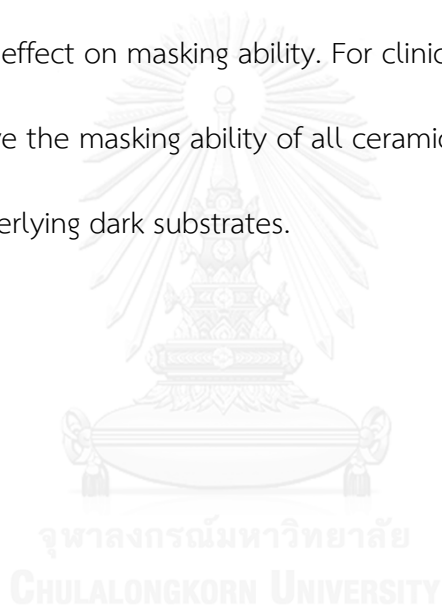 effect on masking ability. For clinic
e the masking ability of all ceramic
erlying dark substrates.
จุฬาลงกรณ์มหาวิทยาลัย
CHULALONGKORN UNIVERSITY